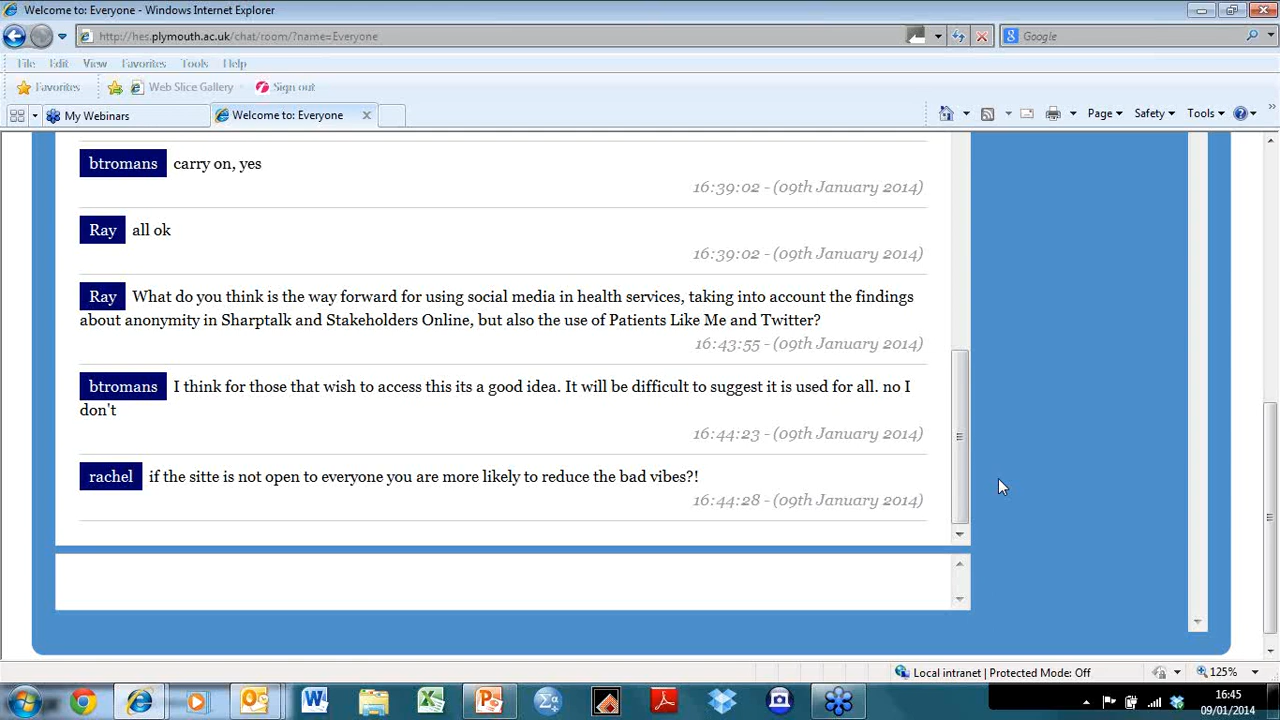 Welcome to: Everyone - Windows Internet Explorer
http://hes.plymouth.ac.uk/chat/room/?name=Everyone
Google
File Edit View Favorites Tools Help
Favorites Web Slice Gallery Sign out
My Webinars Welcome to: Everyone Page Safety Tools
btromans carry on, yes
16:39:02 - (09th January 2014)
Ray all ok
16:39:02 - (09th January 2014)
Ray What do you think is the way forward for using social media in health services, taking into account the findings
about anonymity in Sharptalk and Stakeholders Online, but also the use of Patients Like Me and Twitter?
16:43:55 - (09th January 2014)
btromans I think for those that wish to access this its a good idea. It will be difficult to suggest it is used for all. no I
don't
16:44:23 - (09th January 2014)
rachel if the sitte is not open to everyone you are more likely to reduce the bad vibes?!
16:44:28 - (09th January 2014)
Local intranet | Protected Mode: Off 125%
16:45
09/01/2014